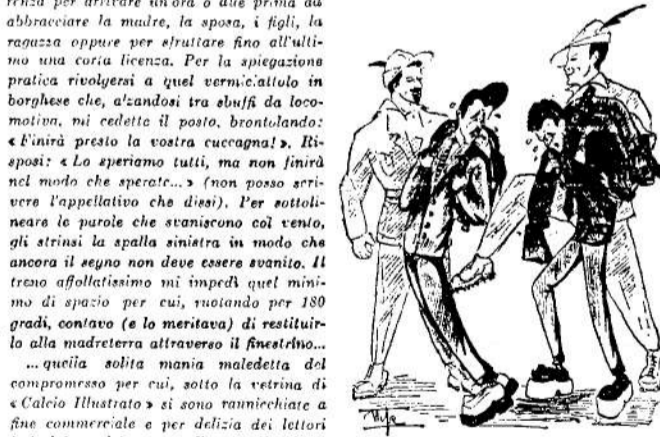 renza per arrivare un'ora o due prima ad
abbracciare la madre, la sposa, i figli, la
ragazza oppure per sfruttare fino all'ulti-
mo una corta licenza. Per la spiegazione
pratica rivolgersi a quel vermiciattolo in
borghese che, alzandosi tra sbuffi da loco-
motiva, mi cedette il posto, brontolando:
« Finirà presto la vostra cuccagna! ». Ri-
sposi: « Lo speriamo tutti, ma non finirà
nel modo che sperate... » (non posso scri-
vere l'appellativo che dissi). Per sottoli-
neare le parole che svaniscono col vento,
gli strinsi la spalla sinistra in modo che
ancora il segno non deve essere svanito. Il
treno affollatissimo mi impedì quel mini-
mo di spazio per cui, ruotando per 180
gradi, contavo (e lo meritava) di restituir-
lo alla madreterra attraverso il finestrino...
... quella solita mania maledetta del
compromesso per cui, sotto la vetrina di
« Calcio Illustrato » si sono rannicchiate a
fine commerciale e per delizia dei lettori